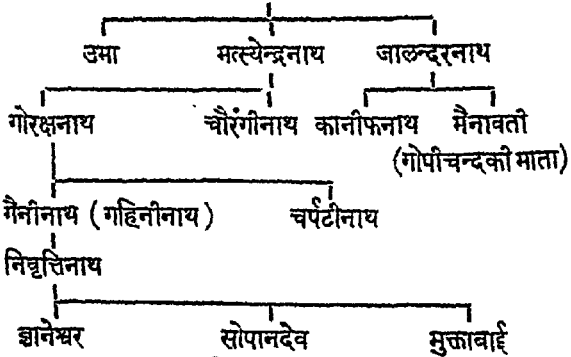 उमा मत्स्येन्द्रनाथ जालन्दरनाथ
गोरक्षनाथ चौरंगीनाथ कानीफनाथ मैनावती
(गोपीचन्दकी माता)
गैनीनाथ (गहिनीनाथ) चर्पटीनाथ
निवृत्तिनाथ
ज्ञानेश्वर सोपानदेव मुक्ताबाई